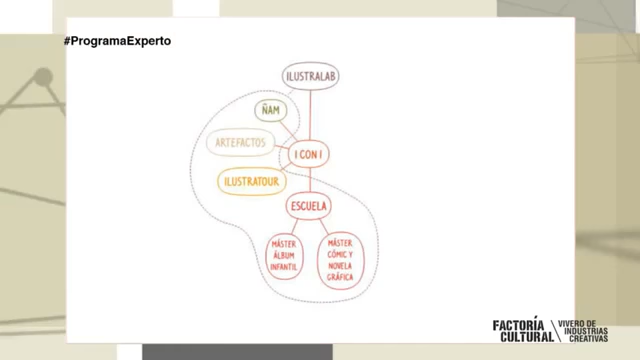 #ProgramaExperto
ILUSTRALAB
ÑAM
ARTEFACTOS
I CON I
ILUSTRATOUR
ESCUELA
MÁSTER
ÁLBUM
INFANTIL
MÁSTER
CÓMIC Y
NOVELA
GRÁFICA
FACTORÍA
CULTURAL
VIVERO DE
INDUSTRIAS
CREATIVAS